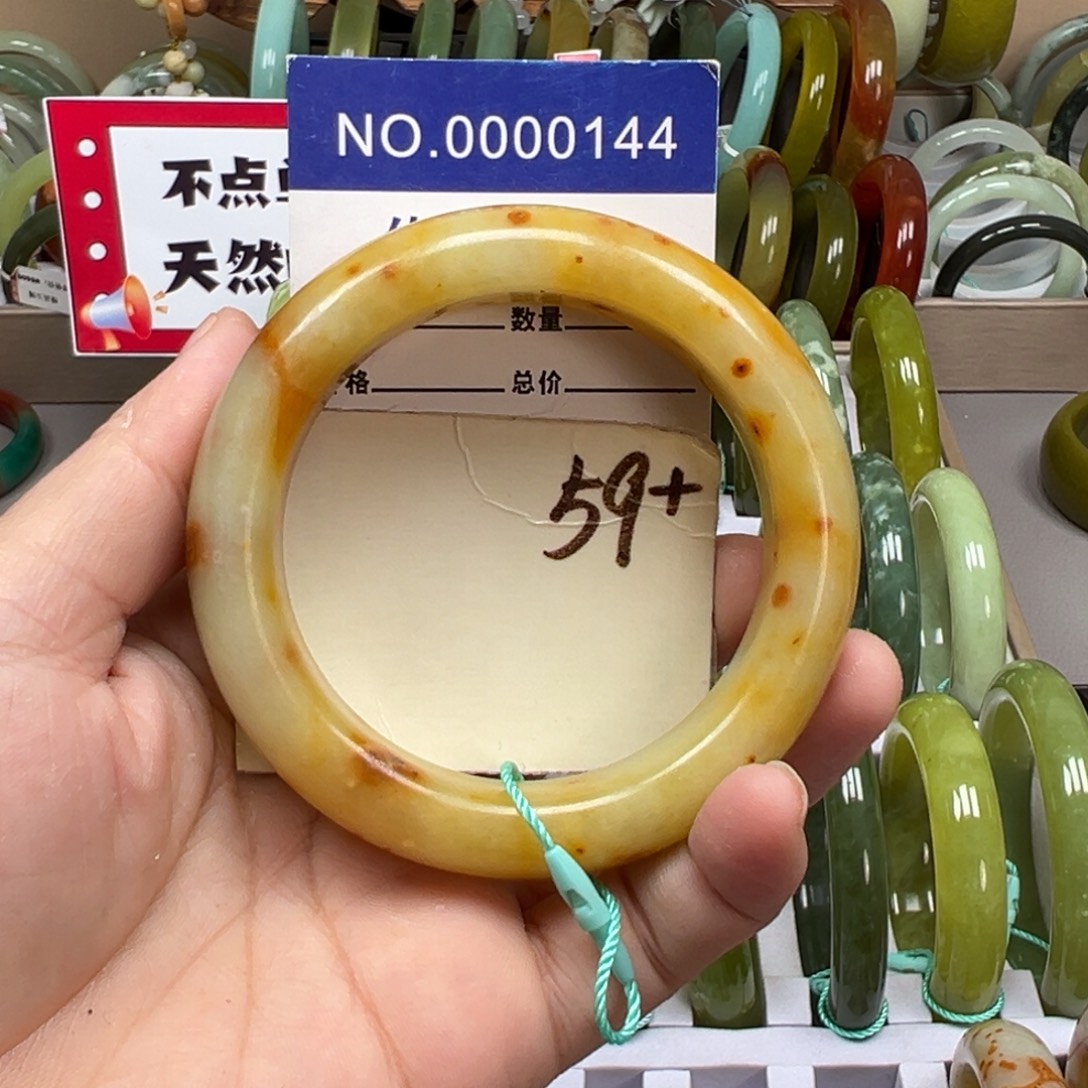 NO.0000144
不点
天然
数量
格
总价
59+